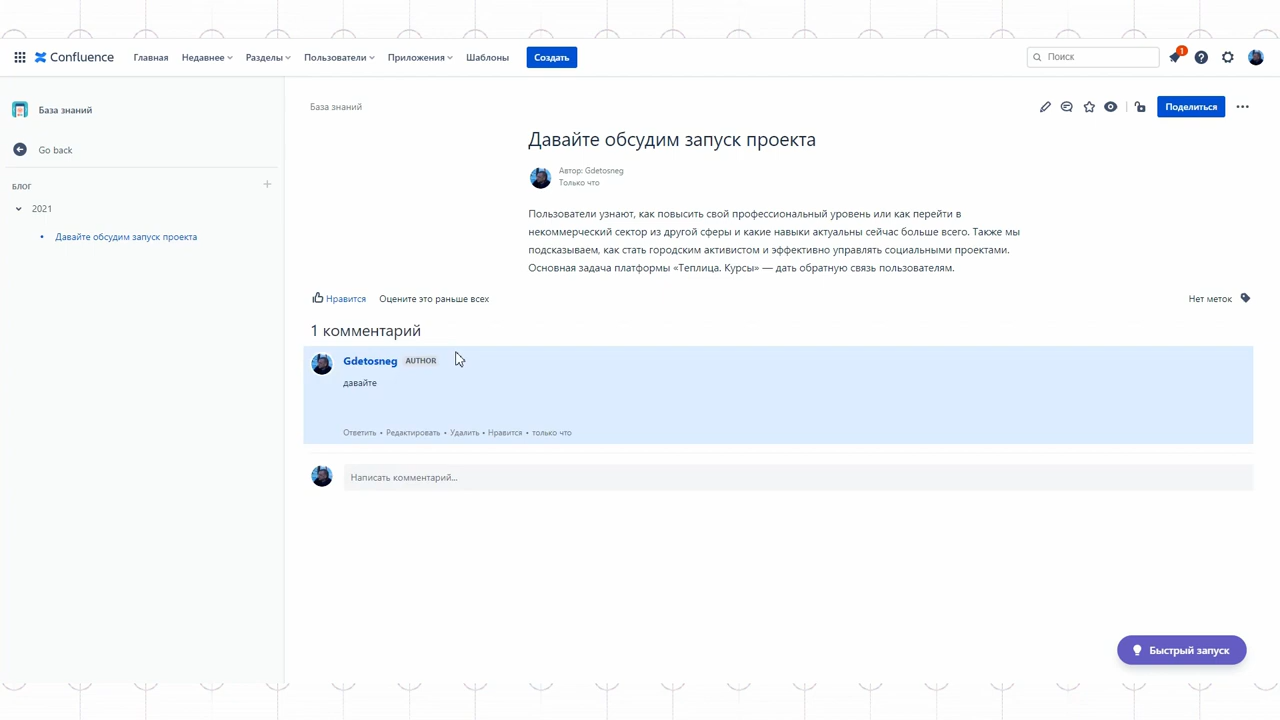 Confluence Главная Недавнее Разделы Пользователи Приложения Шаблоны Создать Поиск 1
База знаний
Go back
БЛОГ
2021
• Давайте обсудим запуск проекта
База знаний
Поделиться
Давайте обсудим запуск проекта
Автор: Gdetosneg
Только что
Пользователи узнают, как повысить свой профессиональный уровень или как перейти в
некоммерческий сектор из другой сферы и какие навыки актуальны сейчас больше всего. Также мы
подсказываем, как стать городским активистом и эффективно управлять социальными проектами.
Основная задача платформы «Теплица. Курсы» — дать обратную связь пользователям.
Нравится Оцените это раньше всех Нет меток
1 комментарий
Gdetosneg AUTHOR
давайте
Ответить • Редактировать • Удалить • Нравится • только что
Написать комментарий...
Быстрый запуск